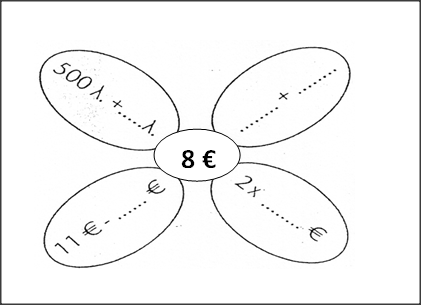 500 λ. +......λ.
......... + .........
8 €
11 € - ...... €
2x ......... €